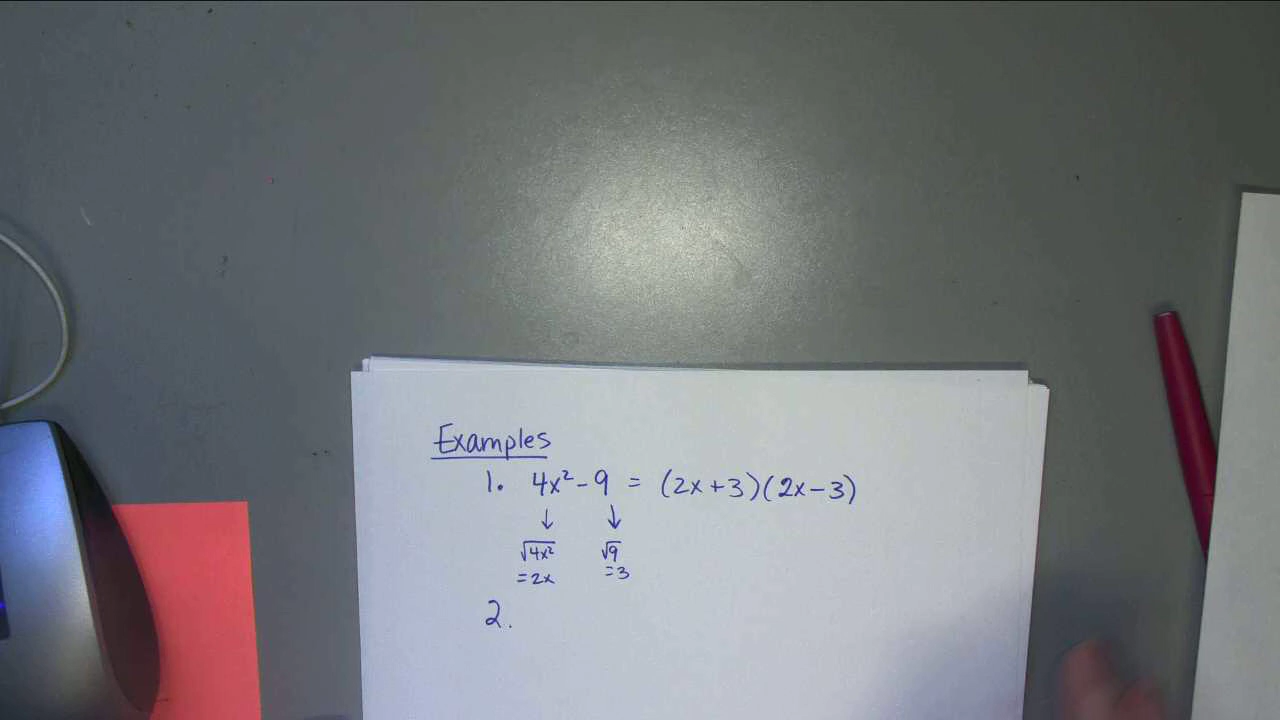 Examples
1. 4x² - 9 = (2x + 3)(2x - 3)
↓ ↓
√4x² √9
= 2x = 3
2.